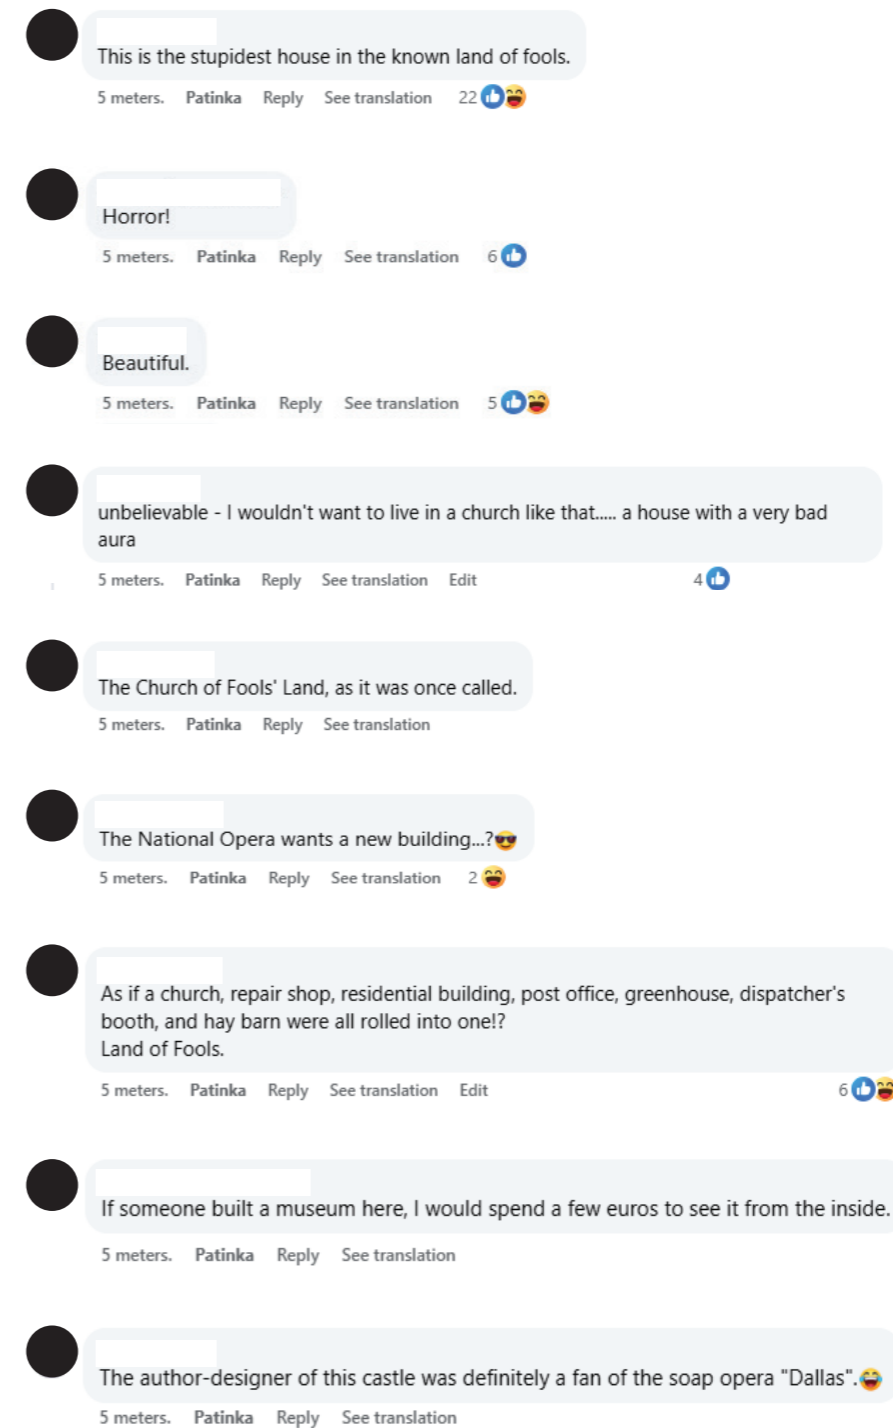 This is the stupidest house in the known land of fools.
5 meters. Patinka Reply See translation 22
Horror!
5 meters. Patinka Reply See translation 6
Beautiful.
5 meters. Patinka Reply See translation 5
unbelievable - I wouldn't want to live in a church like that..... a house with a very bad
aura
5 meters. Patinka Reply See translation Edit 4
The Church of Fools' Land, as it was once called.
5 meters. Patinka Reply See translation
The National Opera wants a new building...?😎
5 meters. Patinka Reply See translation 2
As if a church, repair shop, residential building, post office, greenhouse, dispatcher's
booth, and hay barn were all rolled into one!?
Land of Fools.
5 meters. Patinka Reply See translation Edit 6
If someone built a museum here, I would spend a few euros to see it from the inside.
5 meters. Patinka Reply See translation
The author-designer of this castle was definitely a fan of the soap opera "Dallas".😂
5 meters. Patinka Reply See translation